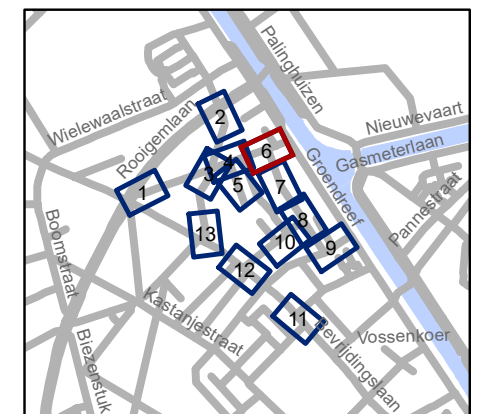 Palinghuizen
Wielewaalstraat
Rooigemlaan
Nieuwevaart
Gasmeterlaan
Groendreef
Pannestraat
Boomstraat
Kastanjestraat
Biezenstuk
Bevrijdingslaan
Vossenkoer
1
2
3
4
5
6
7
8
9
10
11
12
13